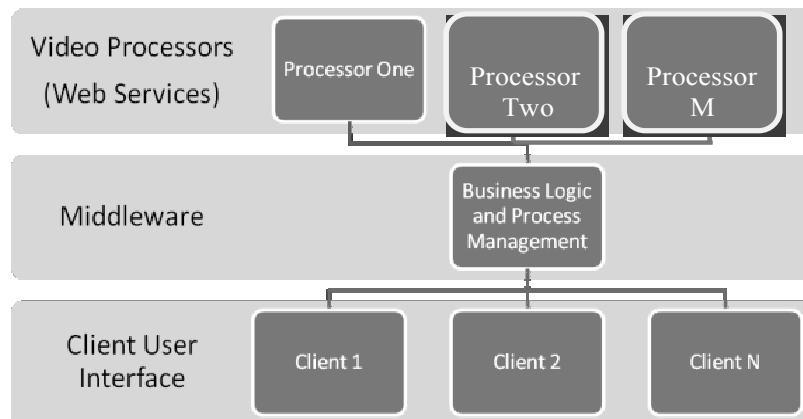 Video Processors
(Web Services)
Processor One
Processor
Two
Processor
M
Middleware
Business Logic
and Process
Management
Client User
Interface
Client 1
Client 2
Client N